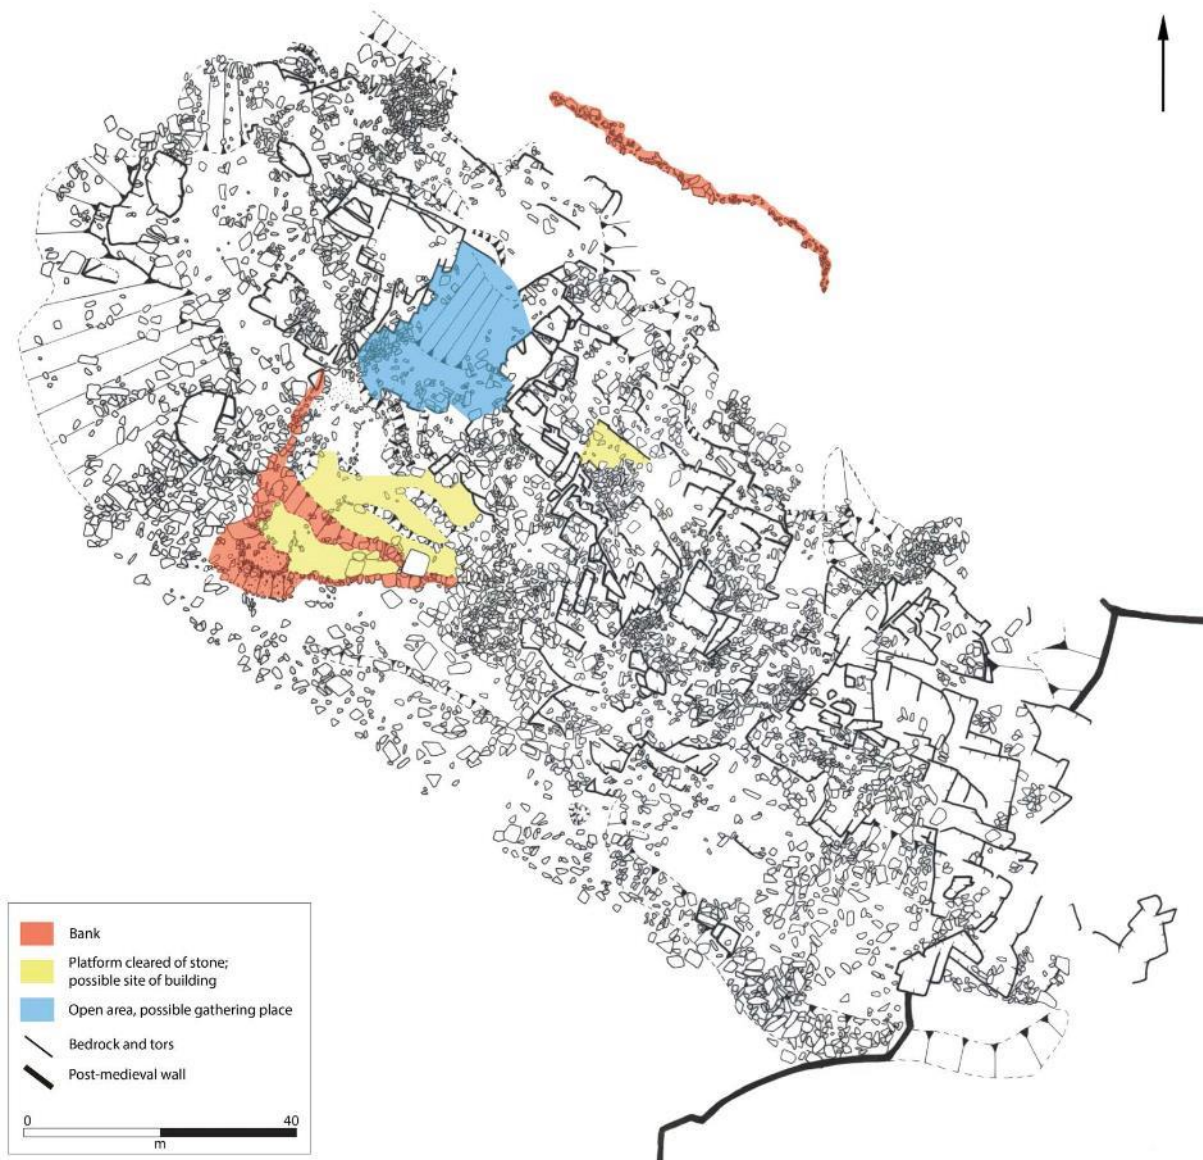 Bank
Platform cleared of stone;
possible site of building
Open area, possible gathering place
Bedrock and tors
Post-medieval wall
0 40
m